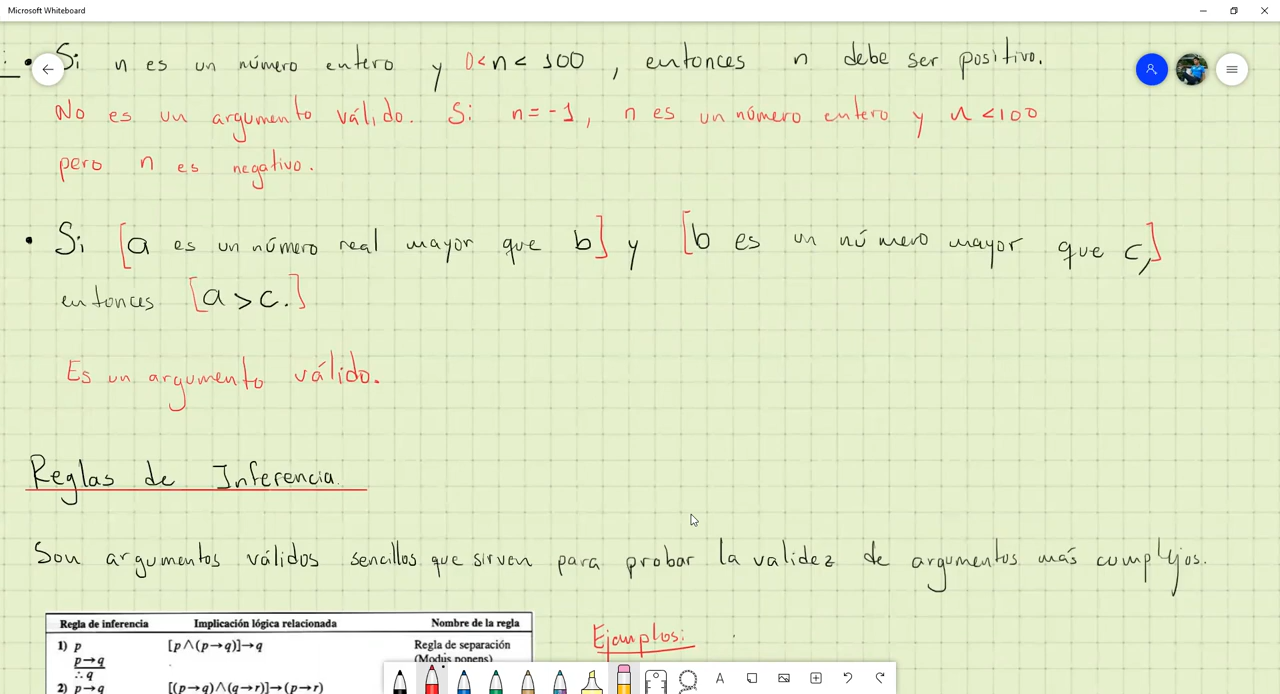 Microsoft Whiteboard
• Si n es un número entero y 0 < n < 100 , entonces n debe ser positivo.
No es un argumento válido. Si n = -1, n es un número entero y n < 100
pero n es negativo.
• Si [a es un número real mayor que b] y [b es un número mayor que c,]
entonces [a > c.]
Es un argumento válido.
Reglas de Inferencia.
Son argumentos válidos sencillos que sirven para probar la validez de argumentos más complejos.
Regla de inferencia Implicación lógica relacionada Nombre de la regla
1) p [p∧(p→q)]→q Regla de separación
p→q (Modus ponens)
∴ q
2) p→q [(p→q)∧(q→r)]→(p→r)
Ejemplos: